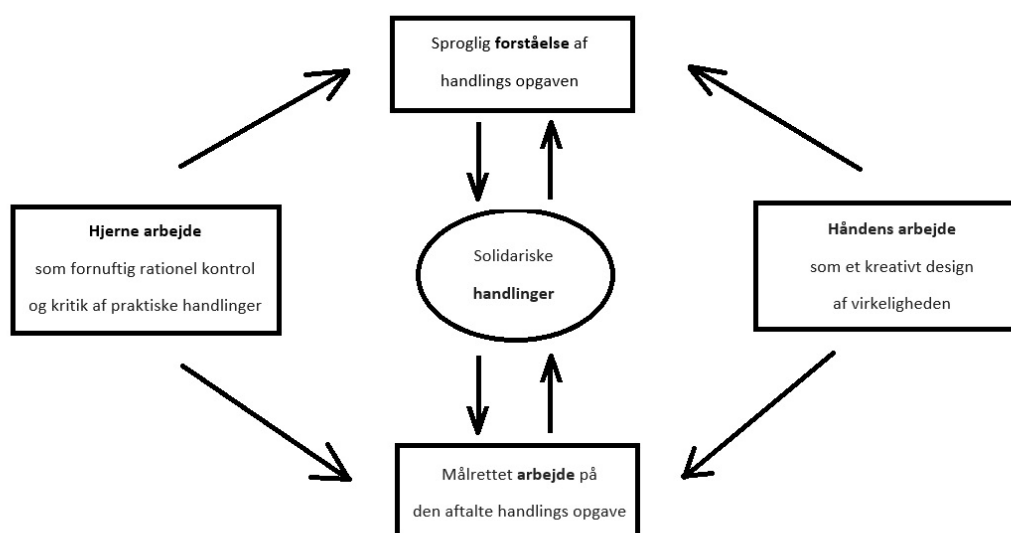 Sproglig forståelse af
handlings opgaven
Hjerne arbejde
som fornuftig rationel kontrol
og kritik af praktiske handlinger
Solidariske
handlinger
Håndens arbejde
som et kreativt design
af virkeligheden
Målrettet arbejde på
den aftalte handlings opgave